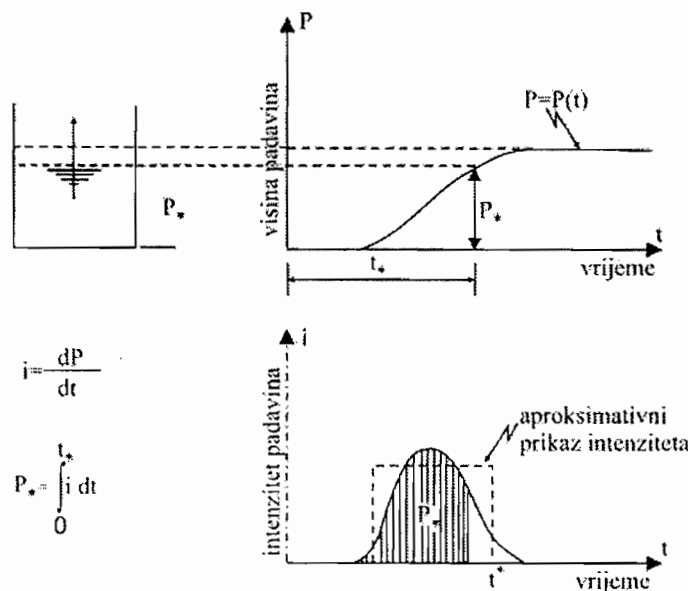 P
visina padavina
P=P(t)
P*
P*
t
t*
vrijeme
i = dP
dt
t*
P* = ∫ i dt
0
i
intenzitet padavina
aproksimativni
prikaz intenziteta
P*
t
t*
vrijeme